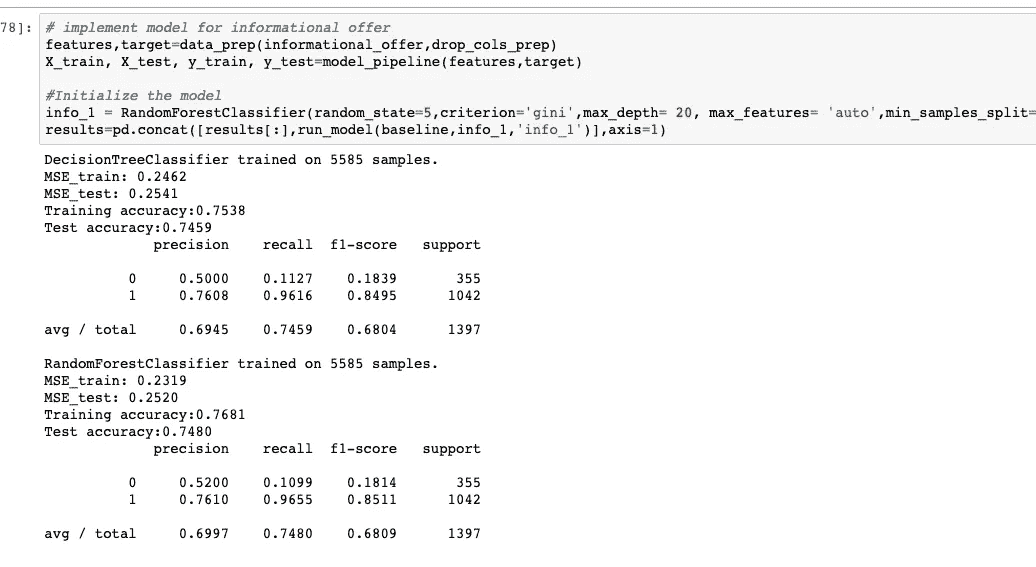 78]: # implement model for informational offer
features,target=data_prep(informational_offer,drop_cols_prep)
X_train, X_test, y_train, y_test=model_pipeline(features,target)
#Initialize the model
info_1 = RandomForestClassifier(random_state=5,criterion='gini',max_depth= 20, max_features= 'auto',min_samples_split=
results=pd.concat([results[:],run_model(baseline,info_1,'info_1')],axis=1)
DecisionTreeClassifier trained on 5585 samples.
MSE_train: 0.2462
MSE_test: 0.2541
Training accuracy:0.7538
Test accuracy:0.7459
precision recall f1-score support
0 0.5000 0.1127 0.1839 355
1 0.7608 0.9616 0.8495 1042
avg / total 0.6945 0.7459 0.6804 1397
RandomForestClassifier trained on 5585 samples.
MSE_train: 0.2319
MSE_test: 0.2520
Training accuracy:0.7681
Test accuracy:0.7480
precision recall f1-score support
0 0.5200 0.1099 0.1814 355
1 0.7610 0.9655 0.8511 1042
avg / total 0.6997 0.7480 0.6809 1397